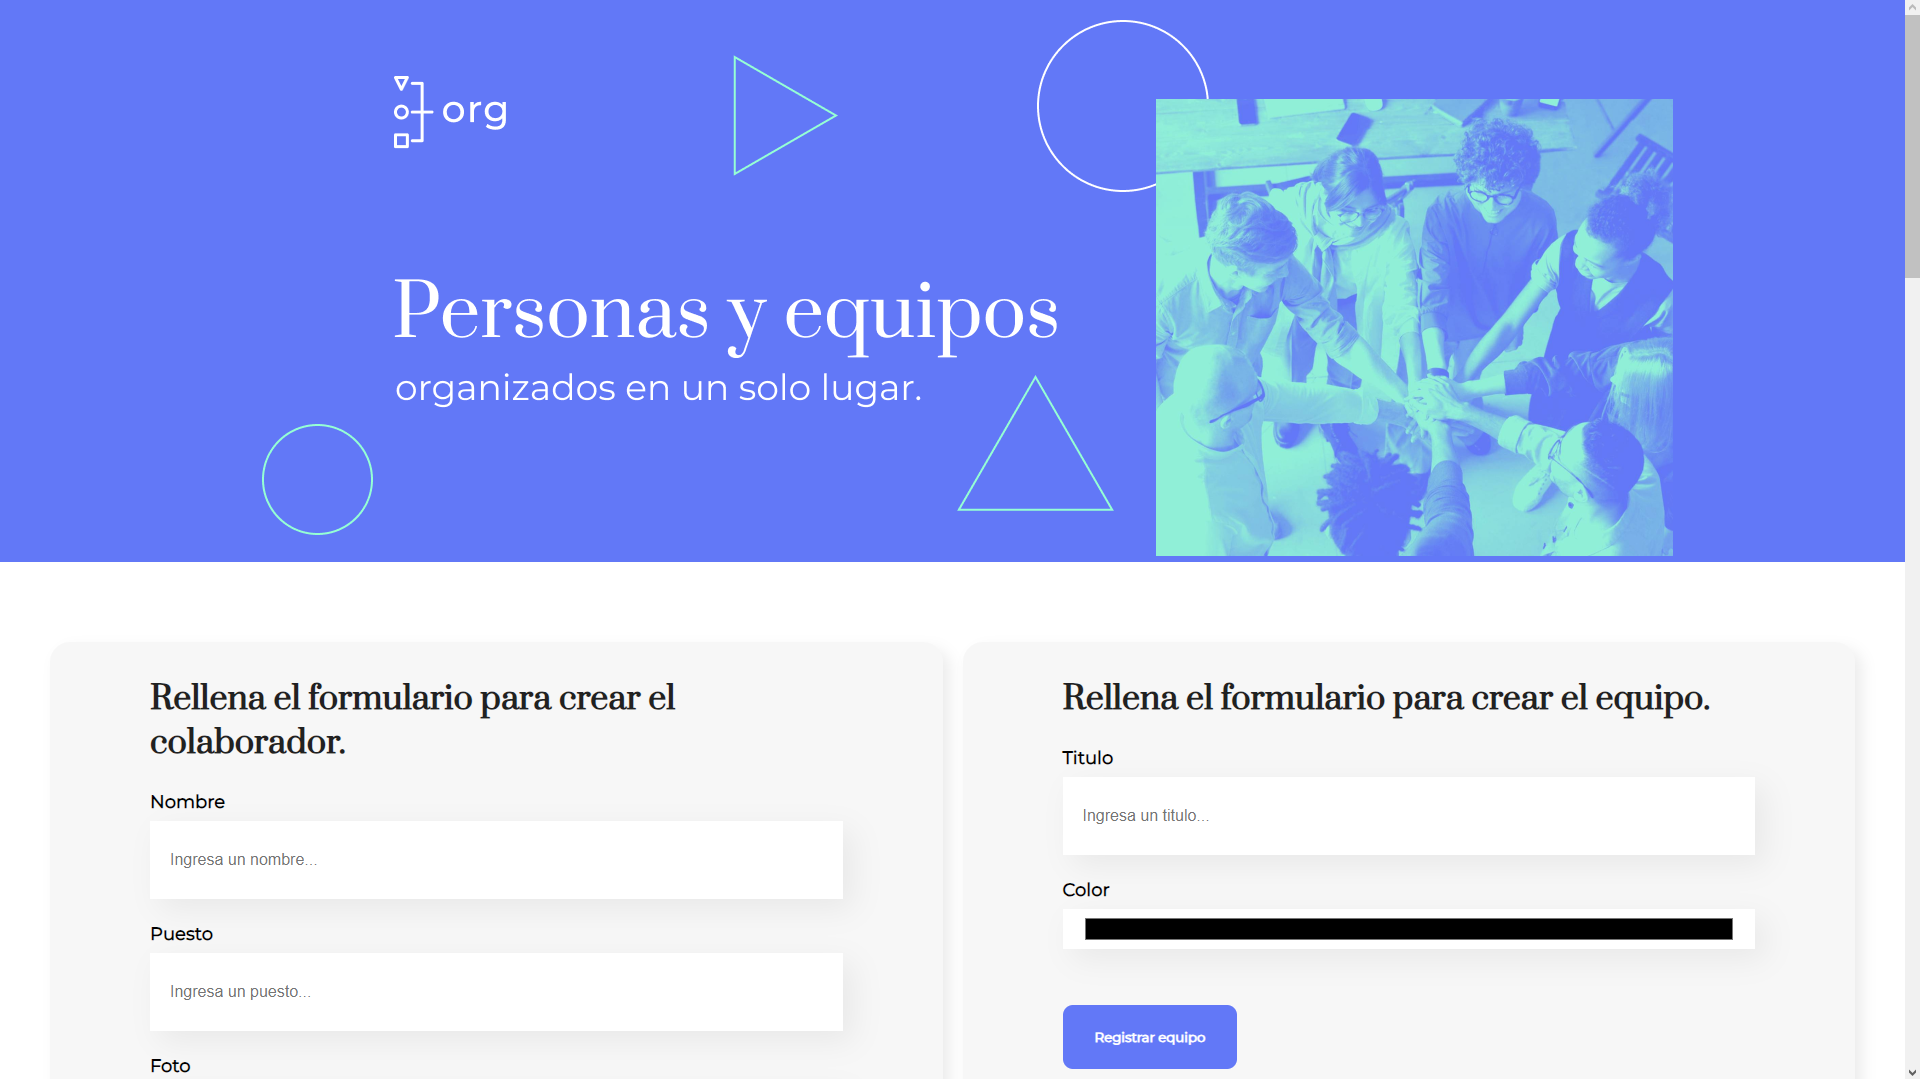 org
Personas y equipos
organizados en un solo lugar.
Rellena el formulario para crear el
colaborador.
Nombre
Ingresa un nombre...
Puesto
Ingresa un puesto...
Foto
Rellena el formulario para crear el equipo.
Titulo
Ingresa un titulo...
Color
Registrar equipo